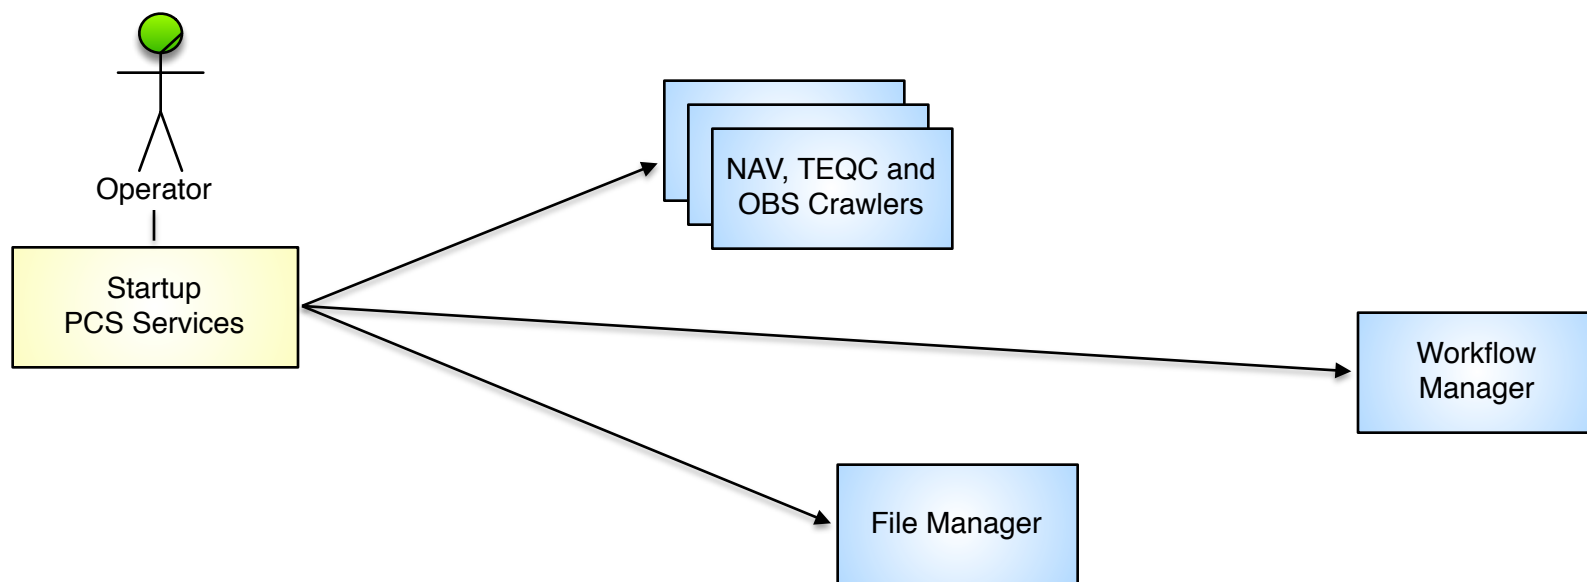 Operator
Startup
PCS Services
NAV, TEQC and
OBS Crawlers
Workflow
Manager
File Manager